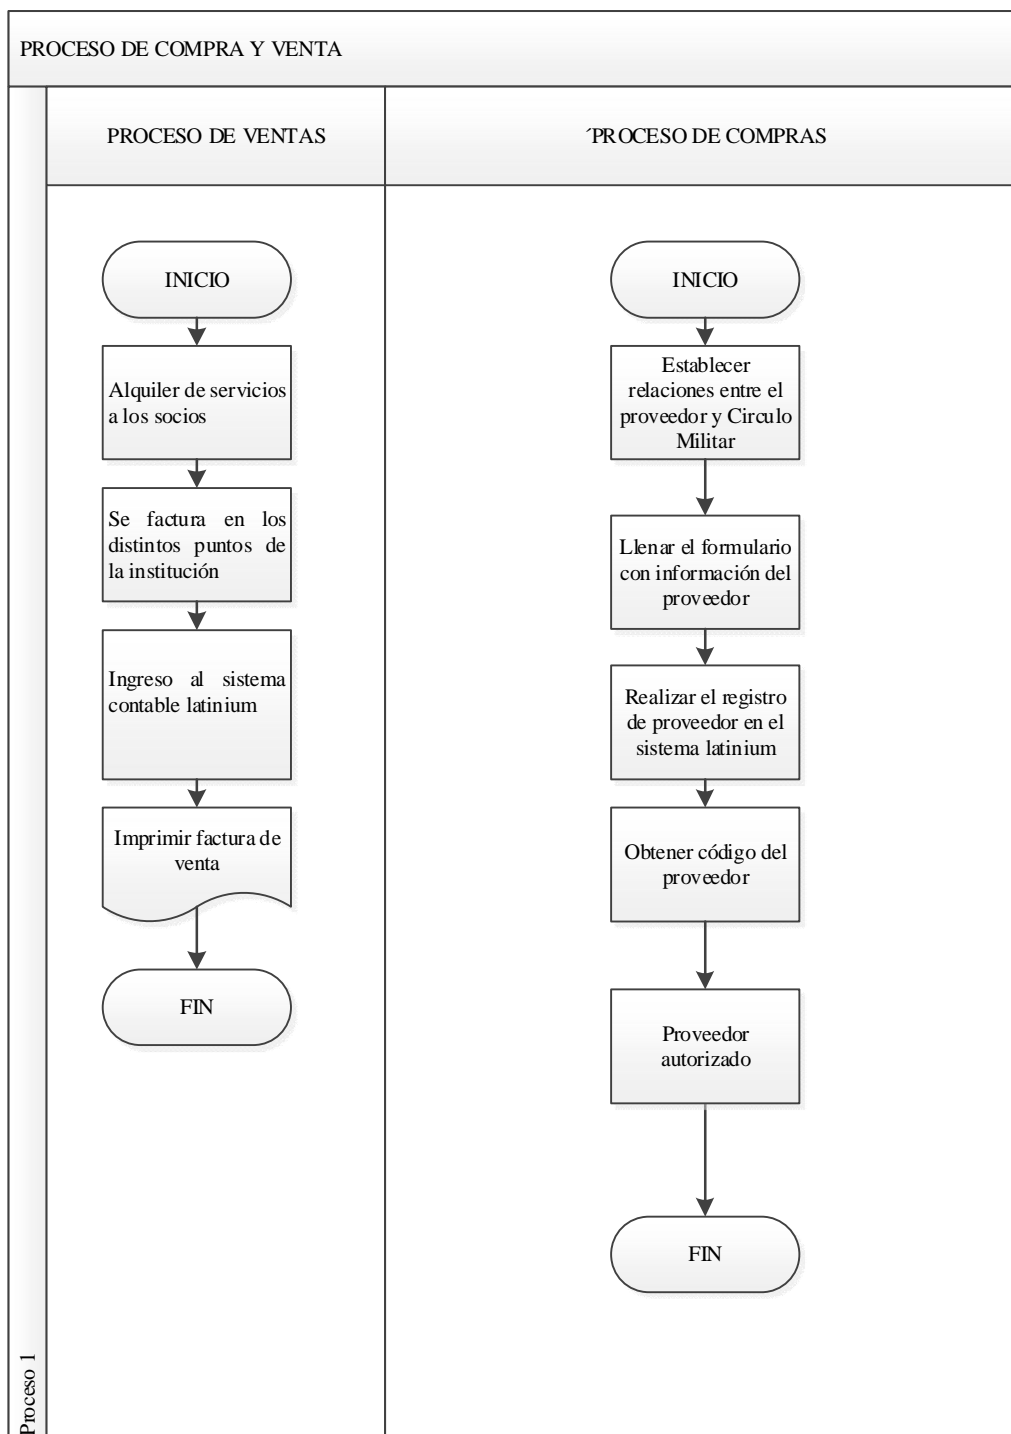 PROCESO DE COMPRA Y VENTA
PROCESO DE VENTAS
´PROCESO DE COMPRAS
INICIO
Alquiler de servicios
a los socios
Se factura en los
distintos puntos de
la institución
Ingreso al sistema
contable latinium
Imprimir factura de
venta
FIN
INICIO
Establecer
relaciones entre el
proveedor y Circulo
Militar
Llenar el formulario
con información del
proveedor
Realizar el registro
de proveedor en el
sistema latinium
Obtener código del
proveedor
Proveedor
autorizado
FIN
Proceso 1